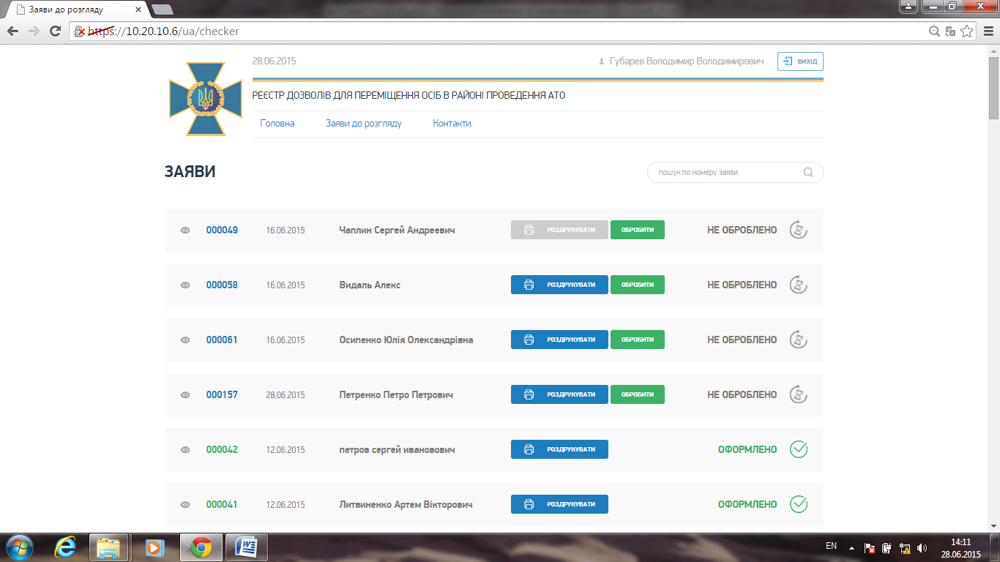 Заяви до розгляду
https://10.20.10.6/ua/checker
28.06.2015
Губарев Володимир Володимирович
ВИХІД
РЕЄСТР ДОЗВОЛІВ ДЛЯ ПЕРЕМІЩЕННЯ ОСІБ В РАЙОНІ ПРОВЕДЕННЯ АТО
Головна Заяви до розгляду Контакти
ЗАЯВИ
пошук по номеру заяви
000049 16.06.2015 Чаплин Сергей Андреевич РОЗДРУКУВАТИ ОБРОБИТИ НЕ ОБРОБЛЕНО
000058 16.06.2015 Видаль Алекс РОЗДРУКУВАТИ ОБРОБИТИ НЕ ОБРОБЛЕНО
000061 16.06.2015 Осипенко Юлія Олександрівна РОЗДРУКУВАТИ ОБРОБИТИ НЕ ОБРОБЛЕНО
000157 28.06.2015 Петренко Петро Петрович РОЗДРУКУВАТИ ОБРОБИТИ НЕ ОБРОБЛЕНО
000042 12.06.2015 петров сергей иванович РОЗДРУКУВАТИ ОФОРМЛЕНО
000041 12.06.2015 Литвиненко Артем Вікторович РОЗДРУКУВАТИ ОФОРМЛЕНО
EN
14:11
28.06.2015